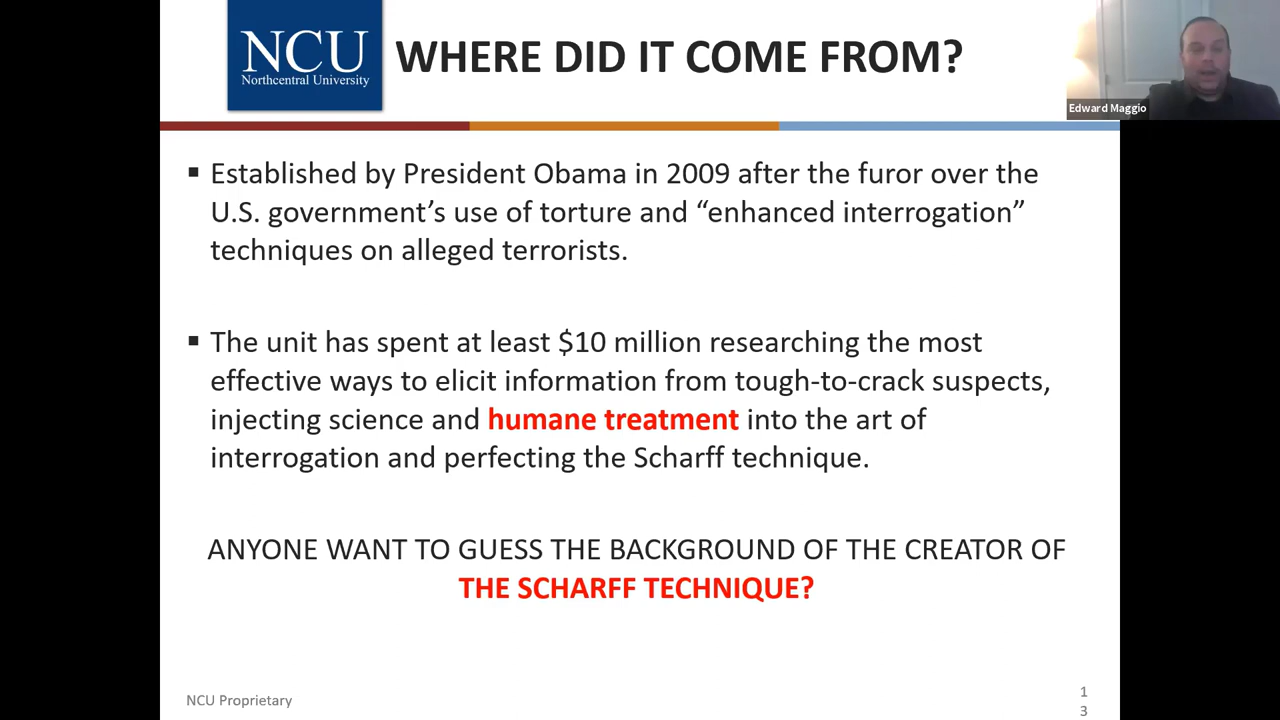 NCU
Northcentral University
WHERE DID IT COME FROM?
Edward Maggio
▪ Established by President Obama in 2009 after the furor over the
U.S. government’s use of torture and “enhanced interrogation”
techniques on alleged terrorists.
▪ The unit has spent at least $10 million researching the most
effective ways to elicit information from tough-to-crack suspects,
injecting science and humane treatment into the art of
interrogation and perfecting the Scharff technique.
ANYONE WANT TO GUESS THE BACKGROUND OF THE CREATOR OF
THE SCHARFF TECHNIQUE?
NCU Proprietary
1
3